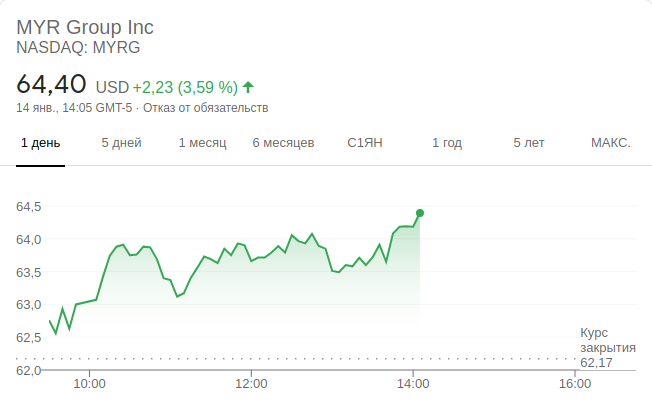 MYR Group Inc
NASDAQ: MYRG
64,40 USD +2,23 (3,59 %)
14 янв., 14:05 GMT-5 · Отказ от обязательств
1 день 5 дней 1 месяц 6 месяцев С1ЯН 1 год 5 лет МАКС.
64,5
64,0
63,5
63,0
62,5
Курс
закрытия
62,17
62,0
10:00 12:00 14:00 16:00